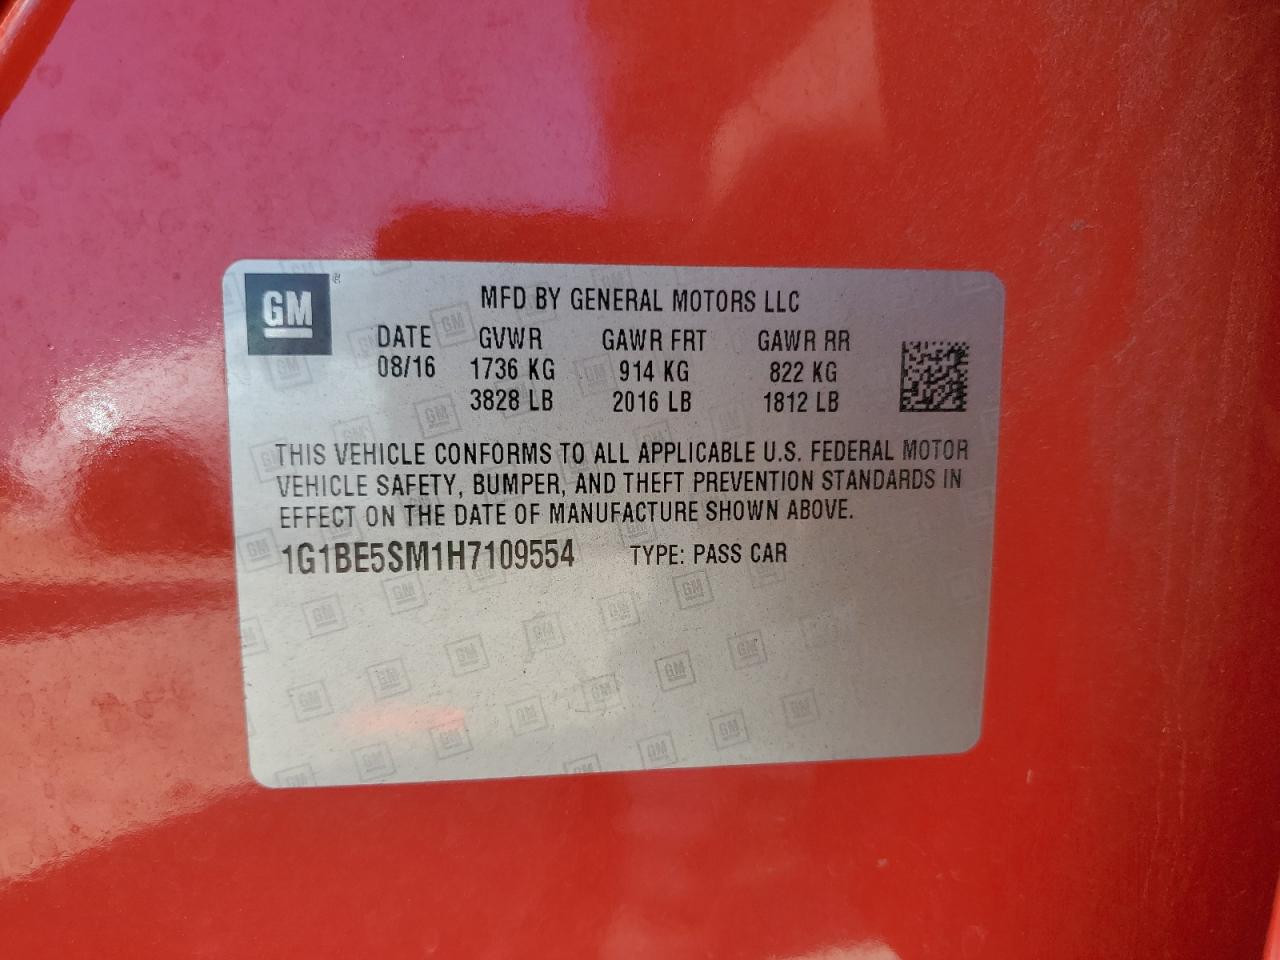 GM ®
MFD BY GENERAL MOTORS LLC
DATE GVWR GAWR FRT GAWR RR
08/16 1736 KG 914 KG 822 KG
3828 LB 2016 LB 1812 LB
THIS VEHICLE CONFORMS TO ALL APPLICABLE U.S. FEDERAL MOTOR
VEHICLE SAFETY, BUMPER, AND THEFT PREVENTION STANDARDS IN
EFFECT ON THE DATE OF MANUFACTURE SHOWN ABOVE.
1G1BE5SM1H7109554 TYPE: PASS CAR